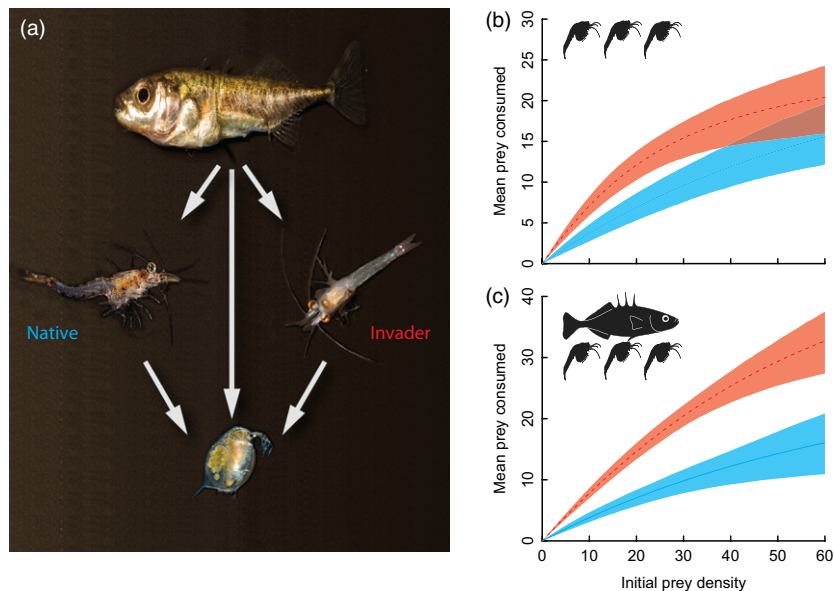 (a)
Native
Invader
(b)
Mean prey consumed
30
25
20
15
10
5
0
(c)
Mean prey consumed
40
30
20
10
0
0 10 20 30 40 50 60
Initial prey density